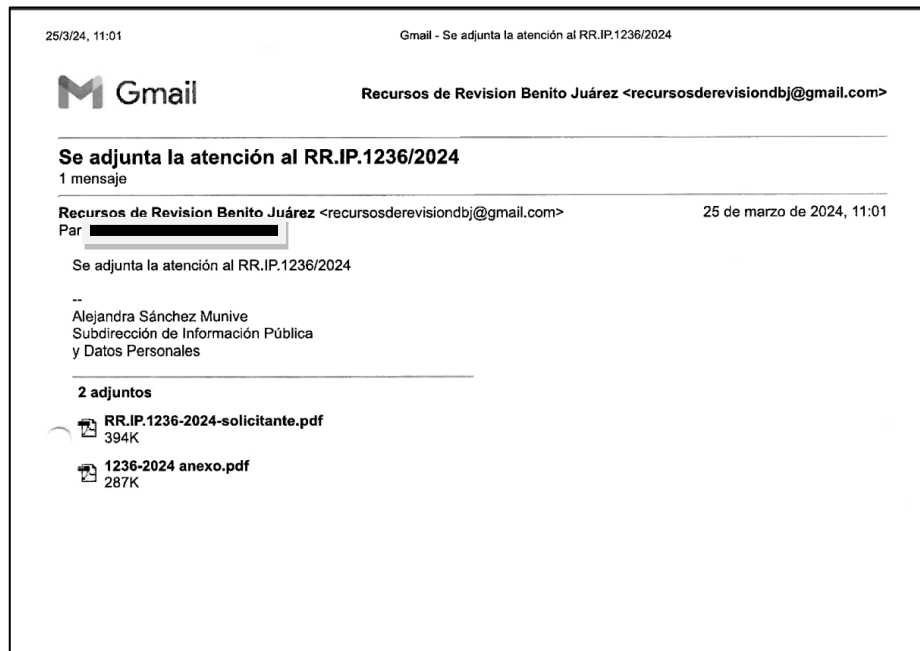 25/3/24, 11:01 Gmail - Se adjunta la atención al RR.IP.1236/2024
Gmail Recursos de Revision Benito Juárez <recursosderevisiondbj@gmail.com>
Se adjunta la atención al RR.IP.1236/2024
1 mensaje
Recursos de Revision Benito Juárez <recursosderevisiondbj@gmail.com> 25 de marzo de 2024, 11:01
Par
Se adjunta la atención al RR.IP.1236/2024
--
Alejandra Sánchez Munive
Subdirección de Información Pública
y Datos Personales
2 adjuntos
RR.IP.1236-2024-solicitante.pdf
394K
1236-2024 anexo.pdf
287K